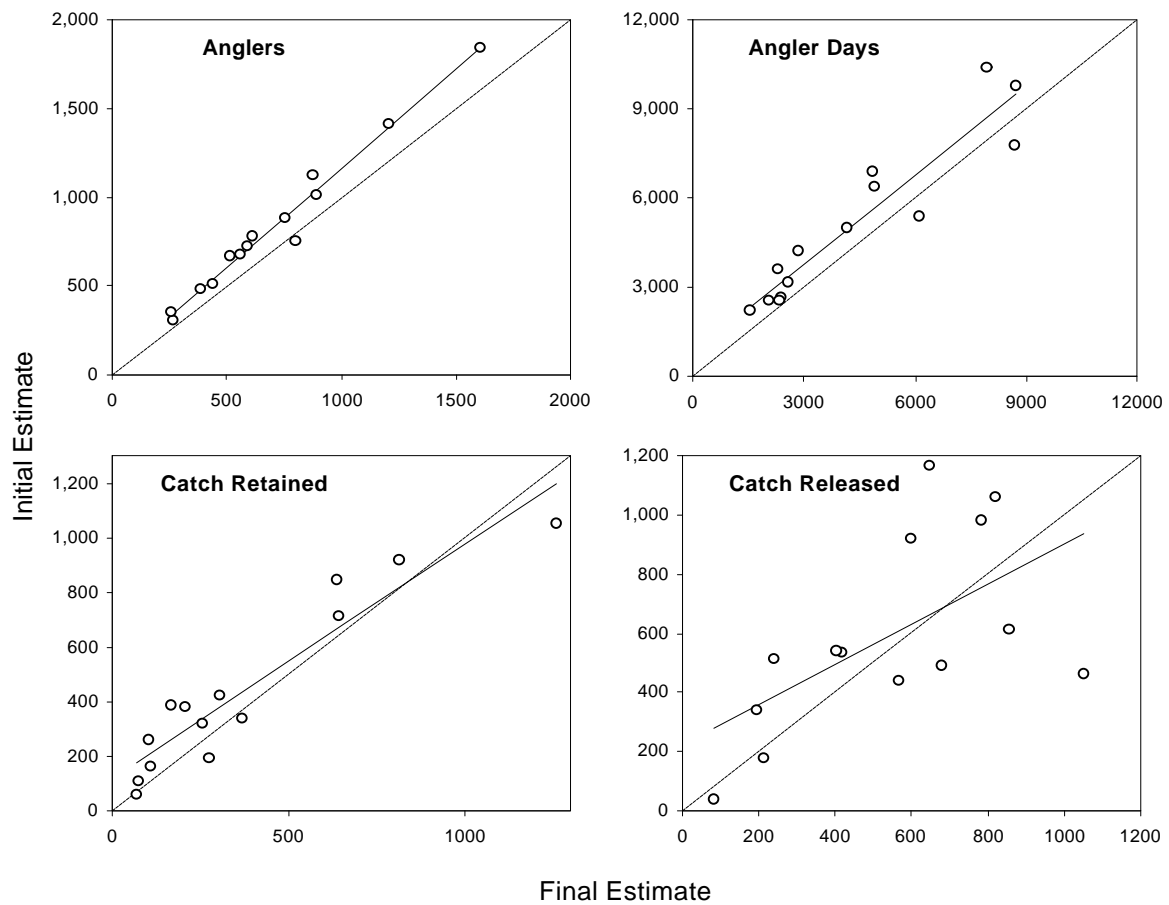 2,000
1,500
1,000
500
0
Anglers
0 500 1000 1500 2000
12,000
9,000
6,000
3,000
0
Angler Days
0 3000 6000 9000 12000
Initial Estimate
1,200
1,000
800
600
400
200
0
Catch Retained
0 500 1000
1,200
1,000
800
600
400
200
0
Catch Released
0 200 400 600 800 1000 1200
Final Estimate